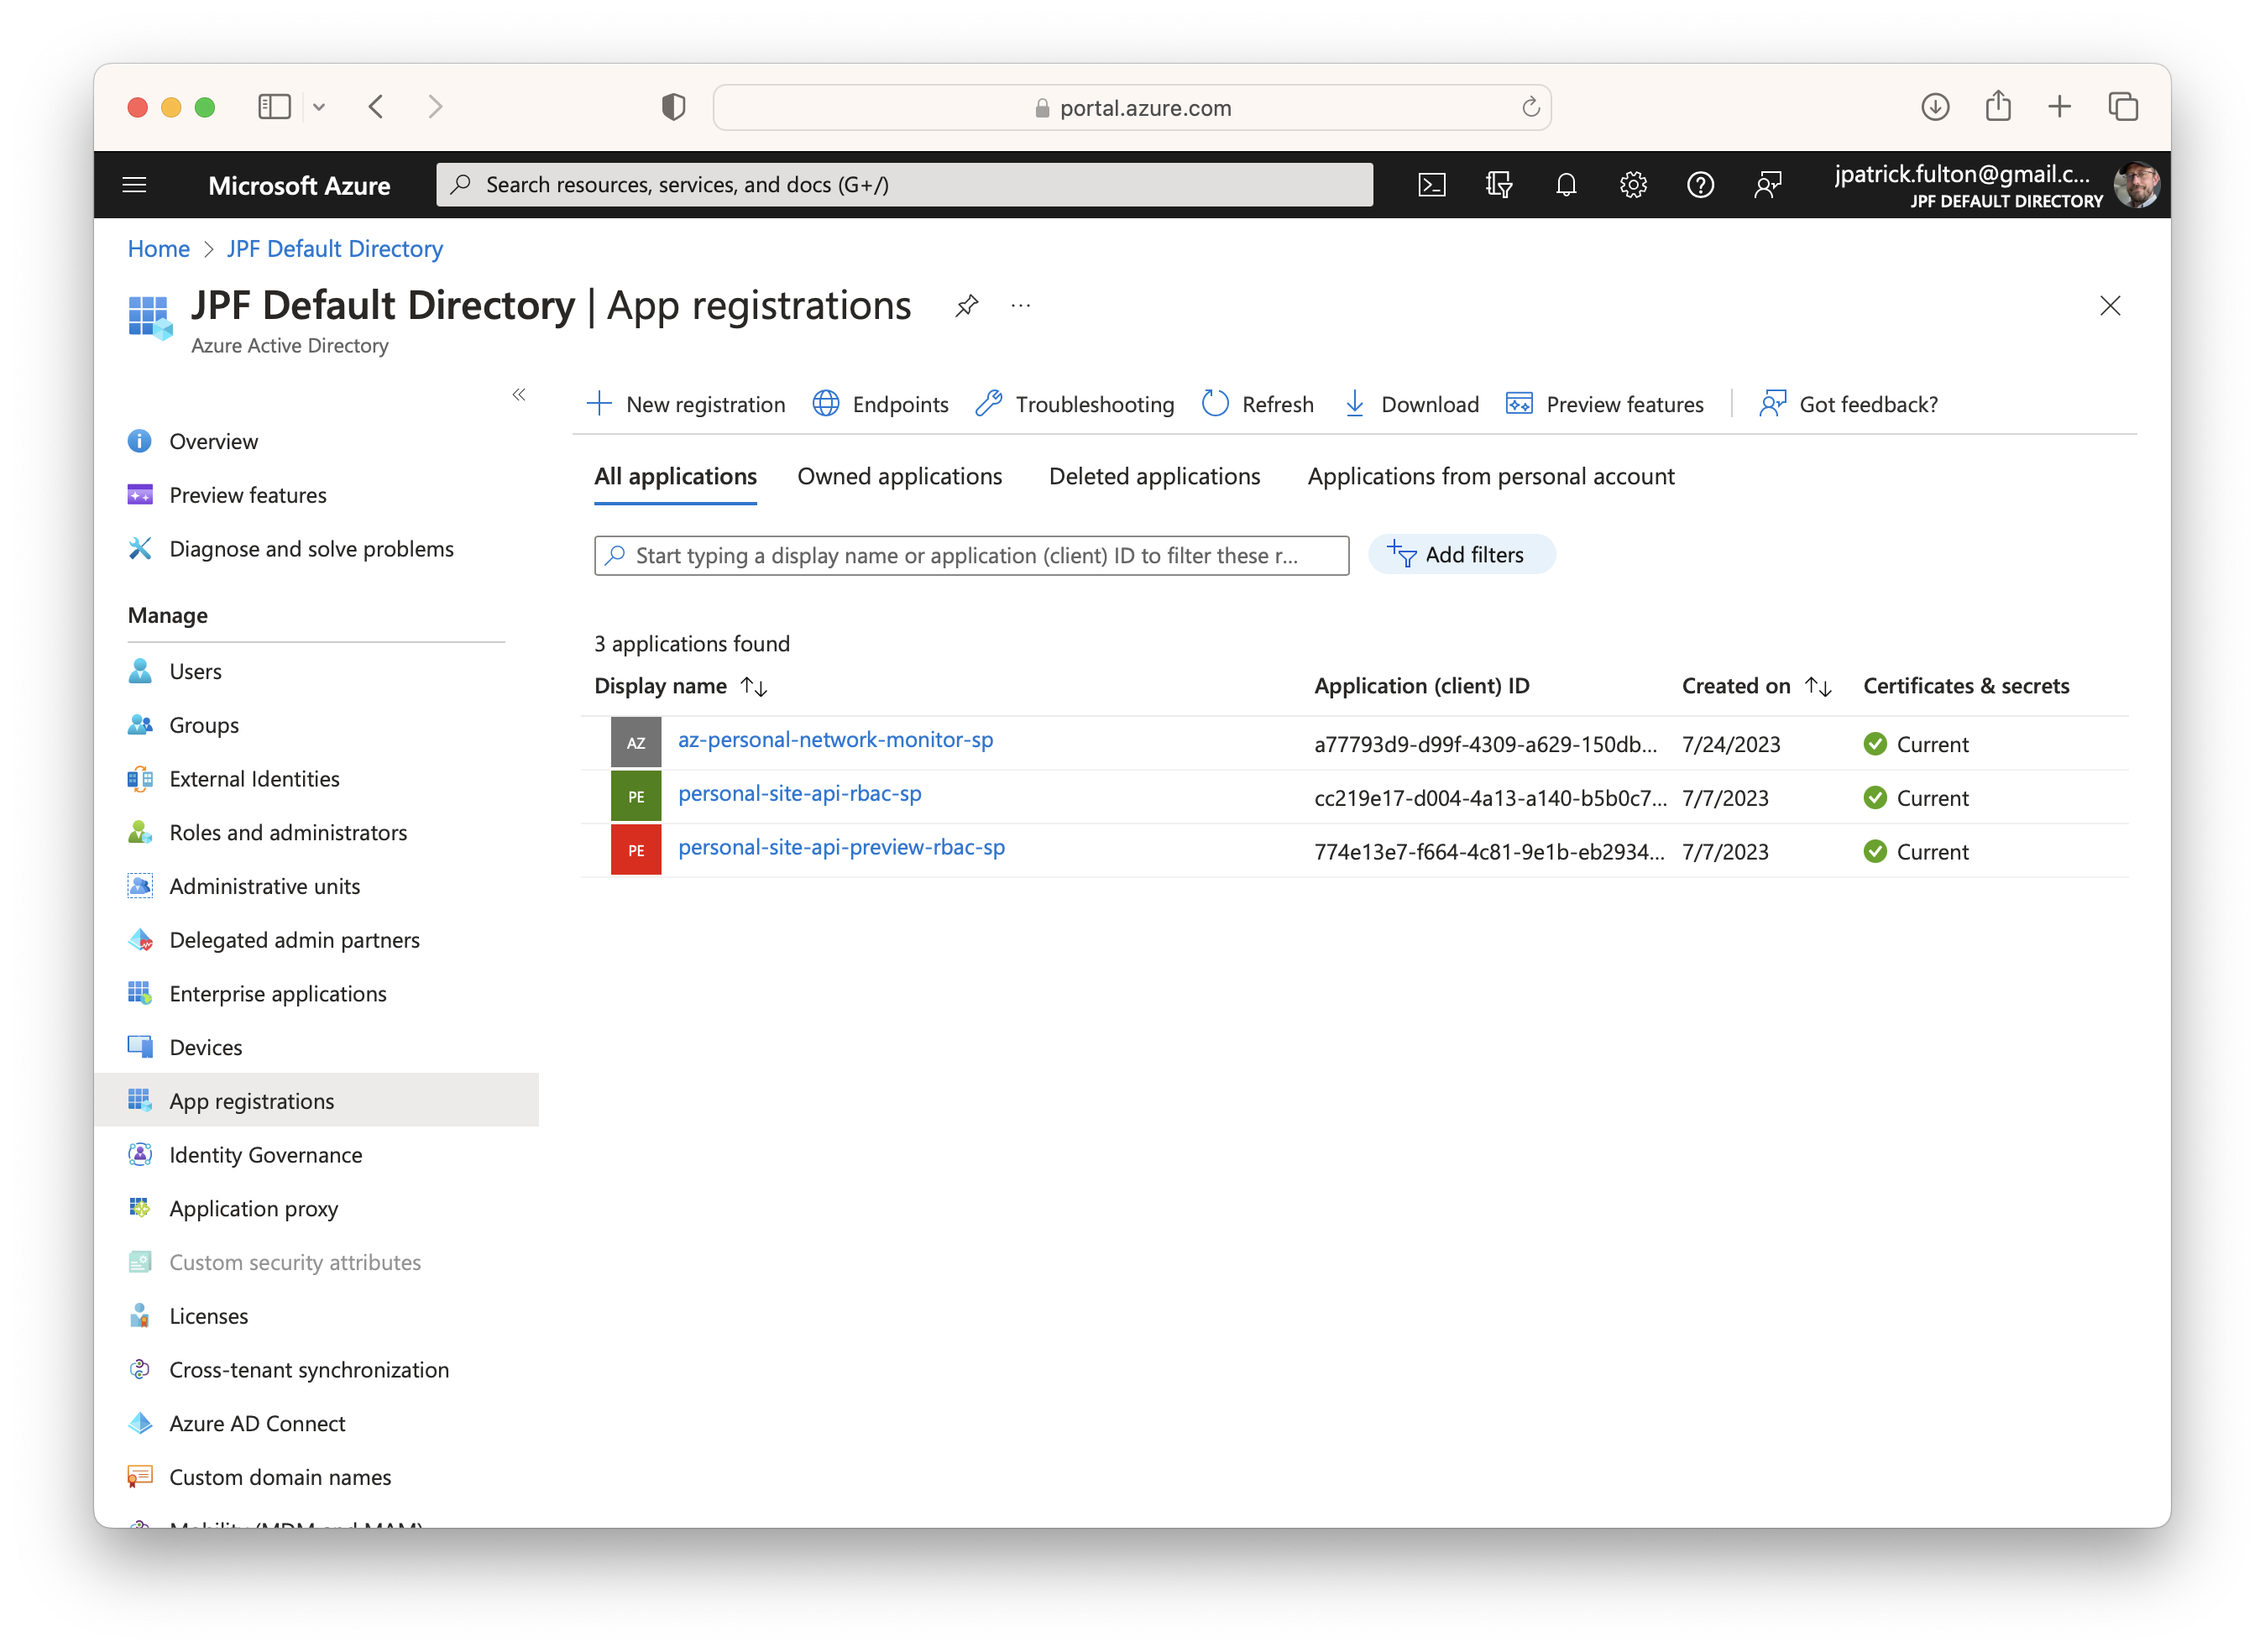 portal.azure.com
Microsoft Azure
Search resources, services, and docs (G+/)
jpatrick.fulton@gmail.c...
JPF DEFAULT DIRECTORY
Home > JPF Default Directory
JPF Default Directory | App registrations
...
Azure Active Directory
«
New registration
Endpoints
Troubleshooting
Refresh
Download
Preview features
Got feedback?
Overview
Preview features
Diagnose and solve problems
Manage
Users
Groups
External Identities
Roles and administrators
Administrative units
Delegated admin partners
Enterprise applications
Devices
App registrations
Identity Governance
Application proxy
Custom security attributes
Licenses
Cross-tenant synchronization
Azure AD Connect
Custom domain names
Mobility (MDM and MAM)
All applications
Owned applications
Deleted applications
Applications from personal account
Start typing a display name or application (client) ID to filter these r...
Add filters
3 applications found
Display name ↑↓ Application (client) ID Created on ↑↓ Certificates & secrets
AZ az-personal-network-monitor-sp a77793d9-d99f-4309-a629-150db... 7/24/2023 Current
PE personal-site-api-rbac-sp cc219e17-d004-4a13-a140-b5b0c7... 7/7/2023 Current
PE personal-site-api-preview-rbac-sp 774e13e7-f664-4c81-9e1b-eb2934... 7/7/2023 Current